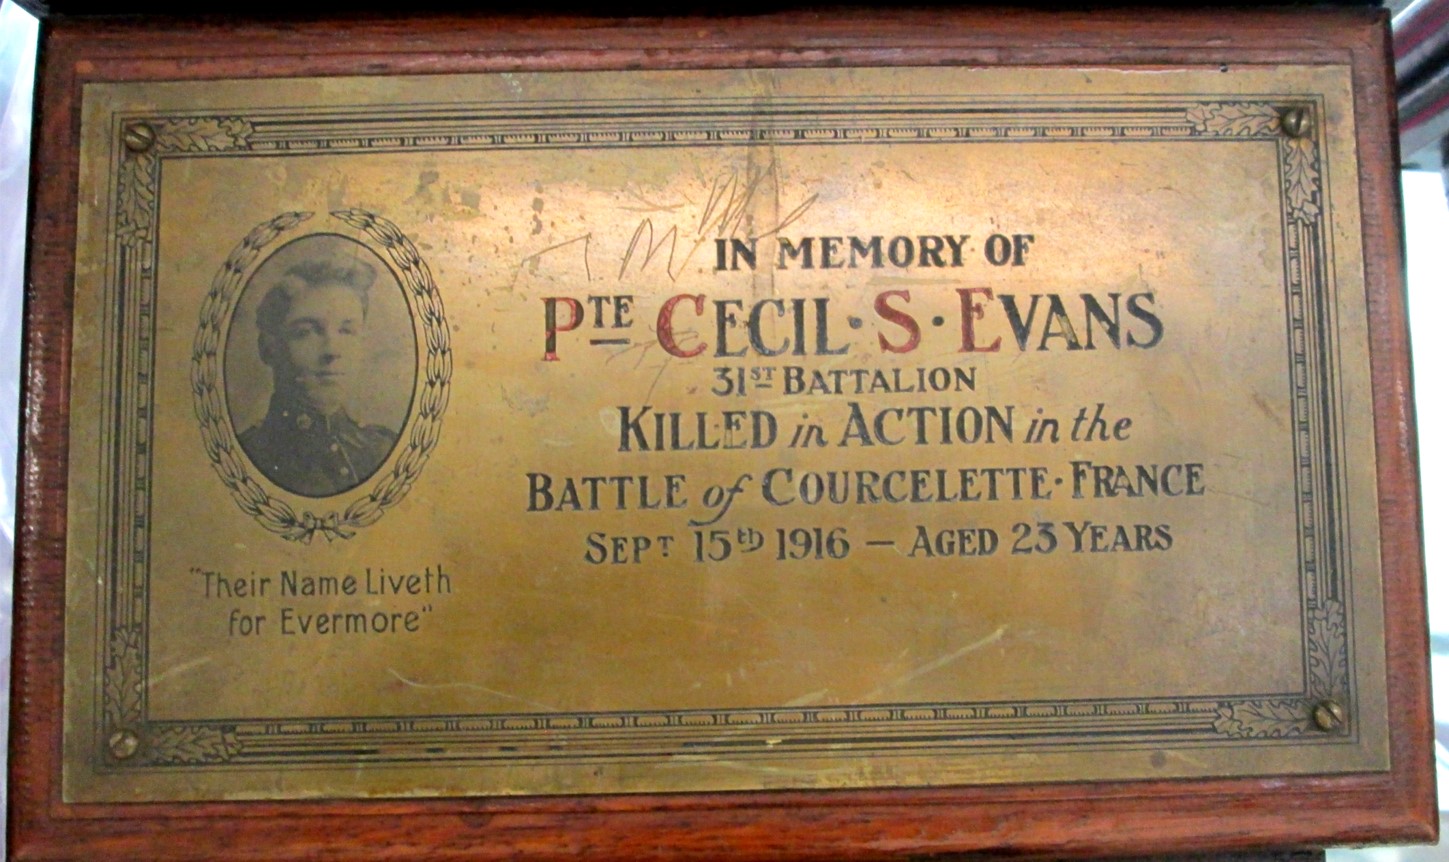 IN MEMORY OF
PTE CECIL · S · EVANS
31ST BATTALION
KILLED in ACTION in the
BATTLE of COURCELETTE · FRANCE
SEPT 15th 1916 — AGED 23 YEARS
"Their Name Liveth
for Evermore"